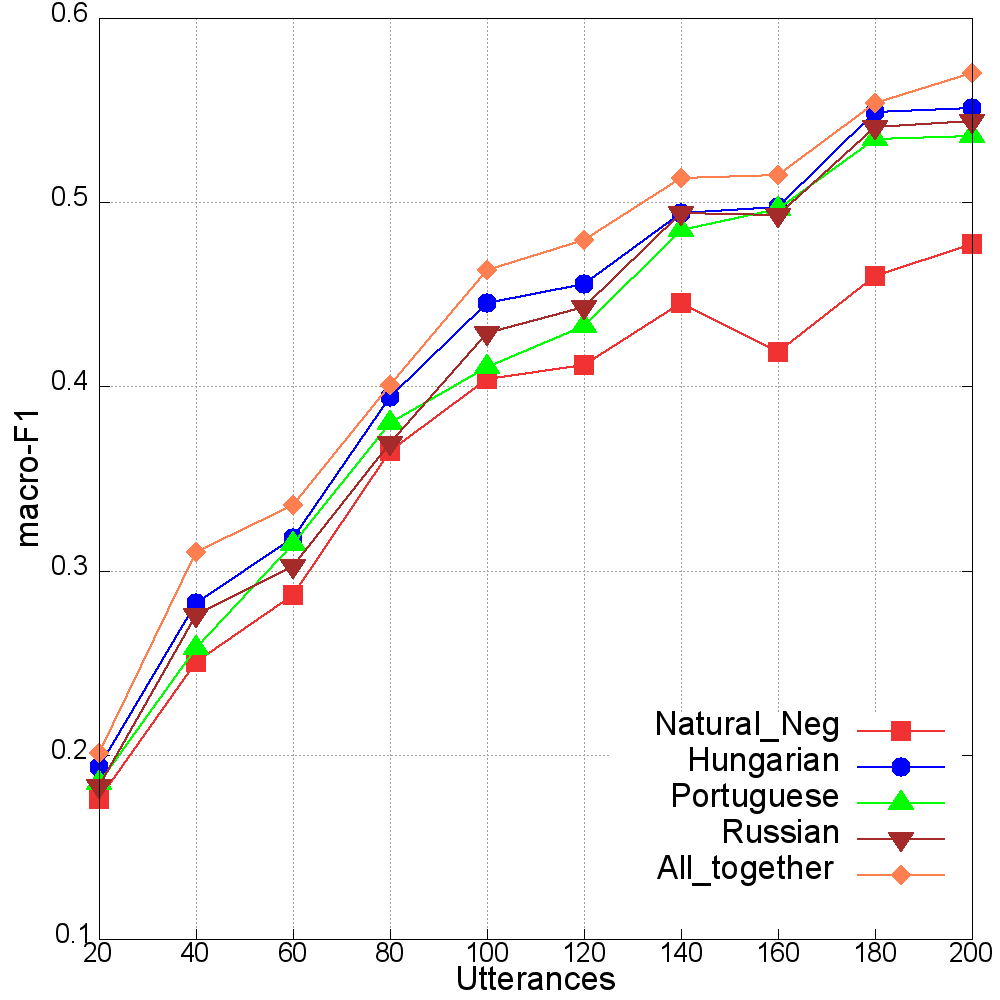 0.6
0.5
0.4
0.3
0.2
0.1
macro-F1
Natural_Neg
Hungarian
Portuguese
Russian
All_together
20 40 60 80 100 120 140 160 180 200
Utterances